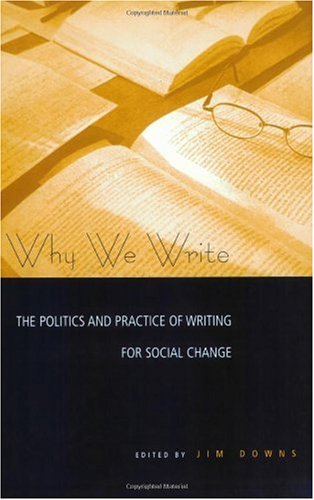 Why We Write
THE POLITICS AND PRACTICE OF WRITING
FOR SOCIAL CHANGE
EDITED BY JIM DOWNS